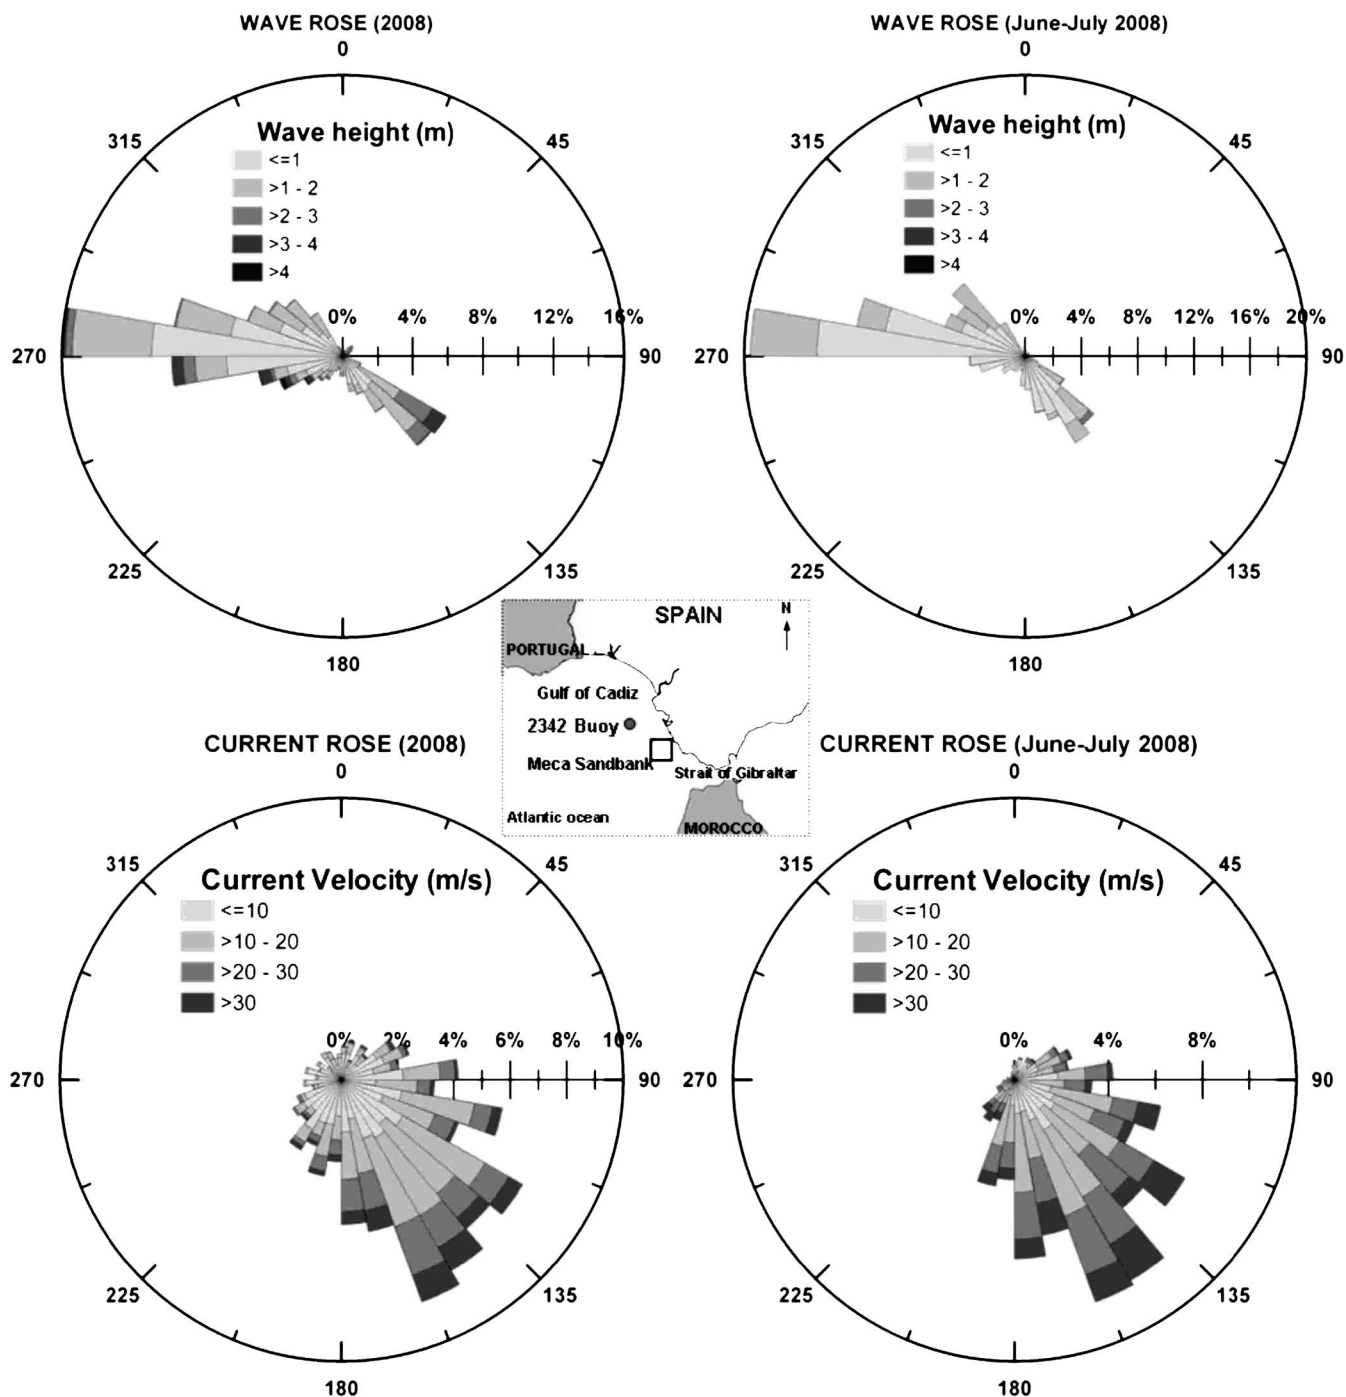 WAVE ROSE (2008)
0
315
45
Wave height (m)
<=1
>1 - 2
>2 - 3
>3 - 4
>4
0% 4% 8% 12% 16%
270
90
225
135
180
WAVE ROSE (June-July 2008)
0
315
45
Wave height (m)
<=1
>1 - 2
>2 - 3
>3 - 4
>4
0% 4% 8% 12% 16% 20%
270
90
225
135
180
SPAIN
N
PORTUGAL
Gulf of Cadiz
2342 Buoy
Meca Sandbank
Strait of Gibraltar
Atlantic ocean
MOROCCO
CURRENT ROSE (2008)
0
315
45
Current Velocity (m/s)
<=10
>10 - 20
>20 - 30
>30
0% 2% 4% 6% 8% 10%
270
90
225
135
180
CURRENT ROSE (June-July 2008)
0
315
45
Current Velocity (m/s)
<=10
>10 - 20
>20 - 30
>30
0% 4% 8%
270
90
225
135
180